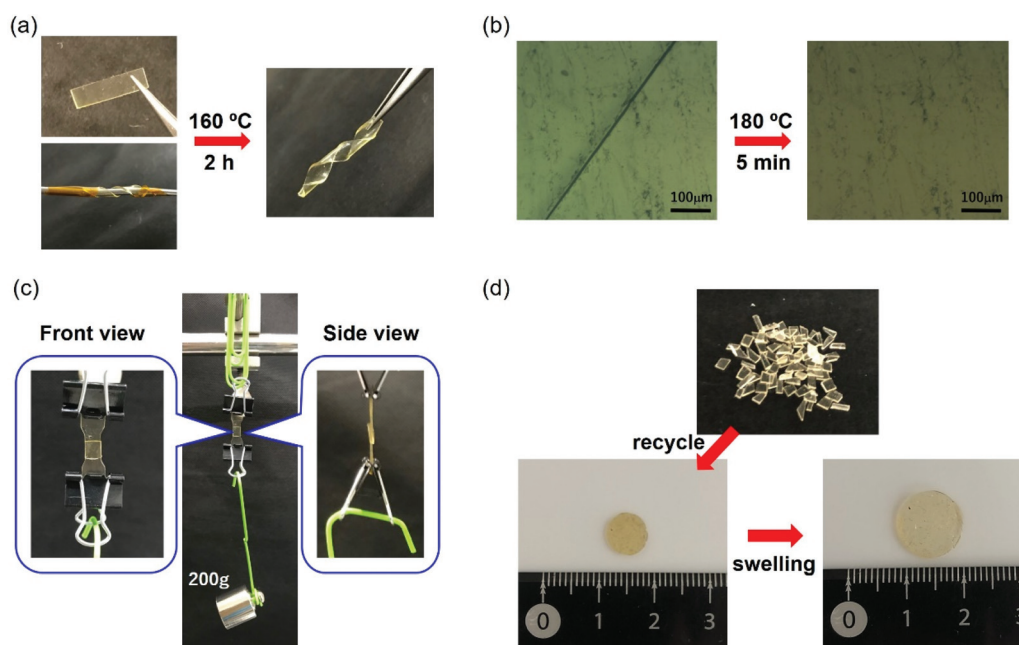 (a)
160 ºC
2 h
(b)
100μm
180 ºC
5 min
100μm
(c)
Front view
Side view
200g
(d)
recycle
swelling
0 1 2 3
0 1 2 3